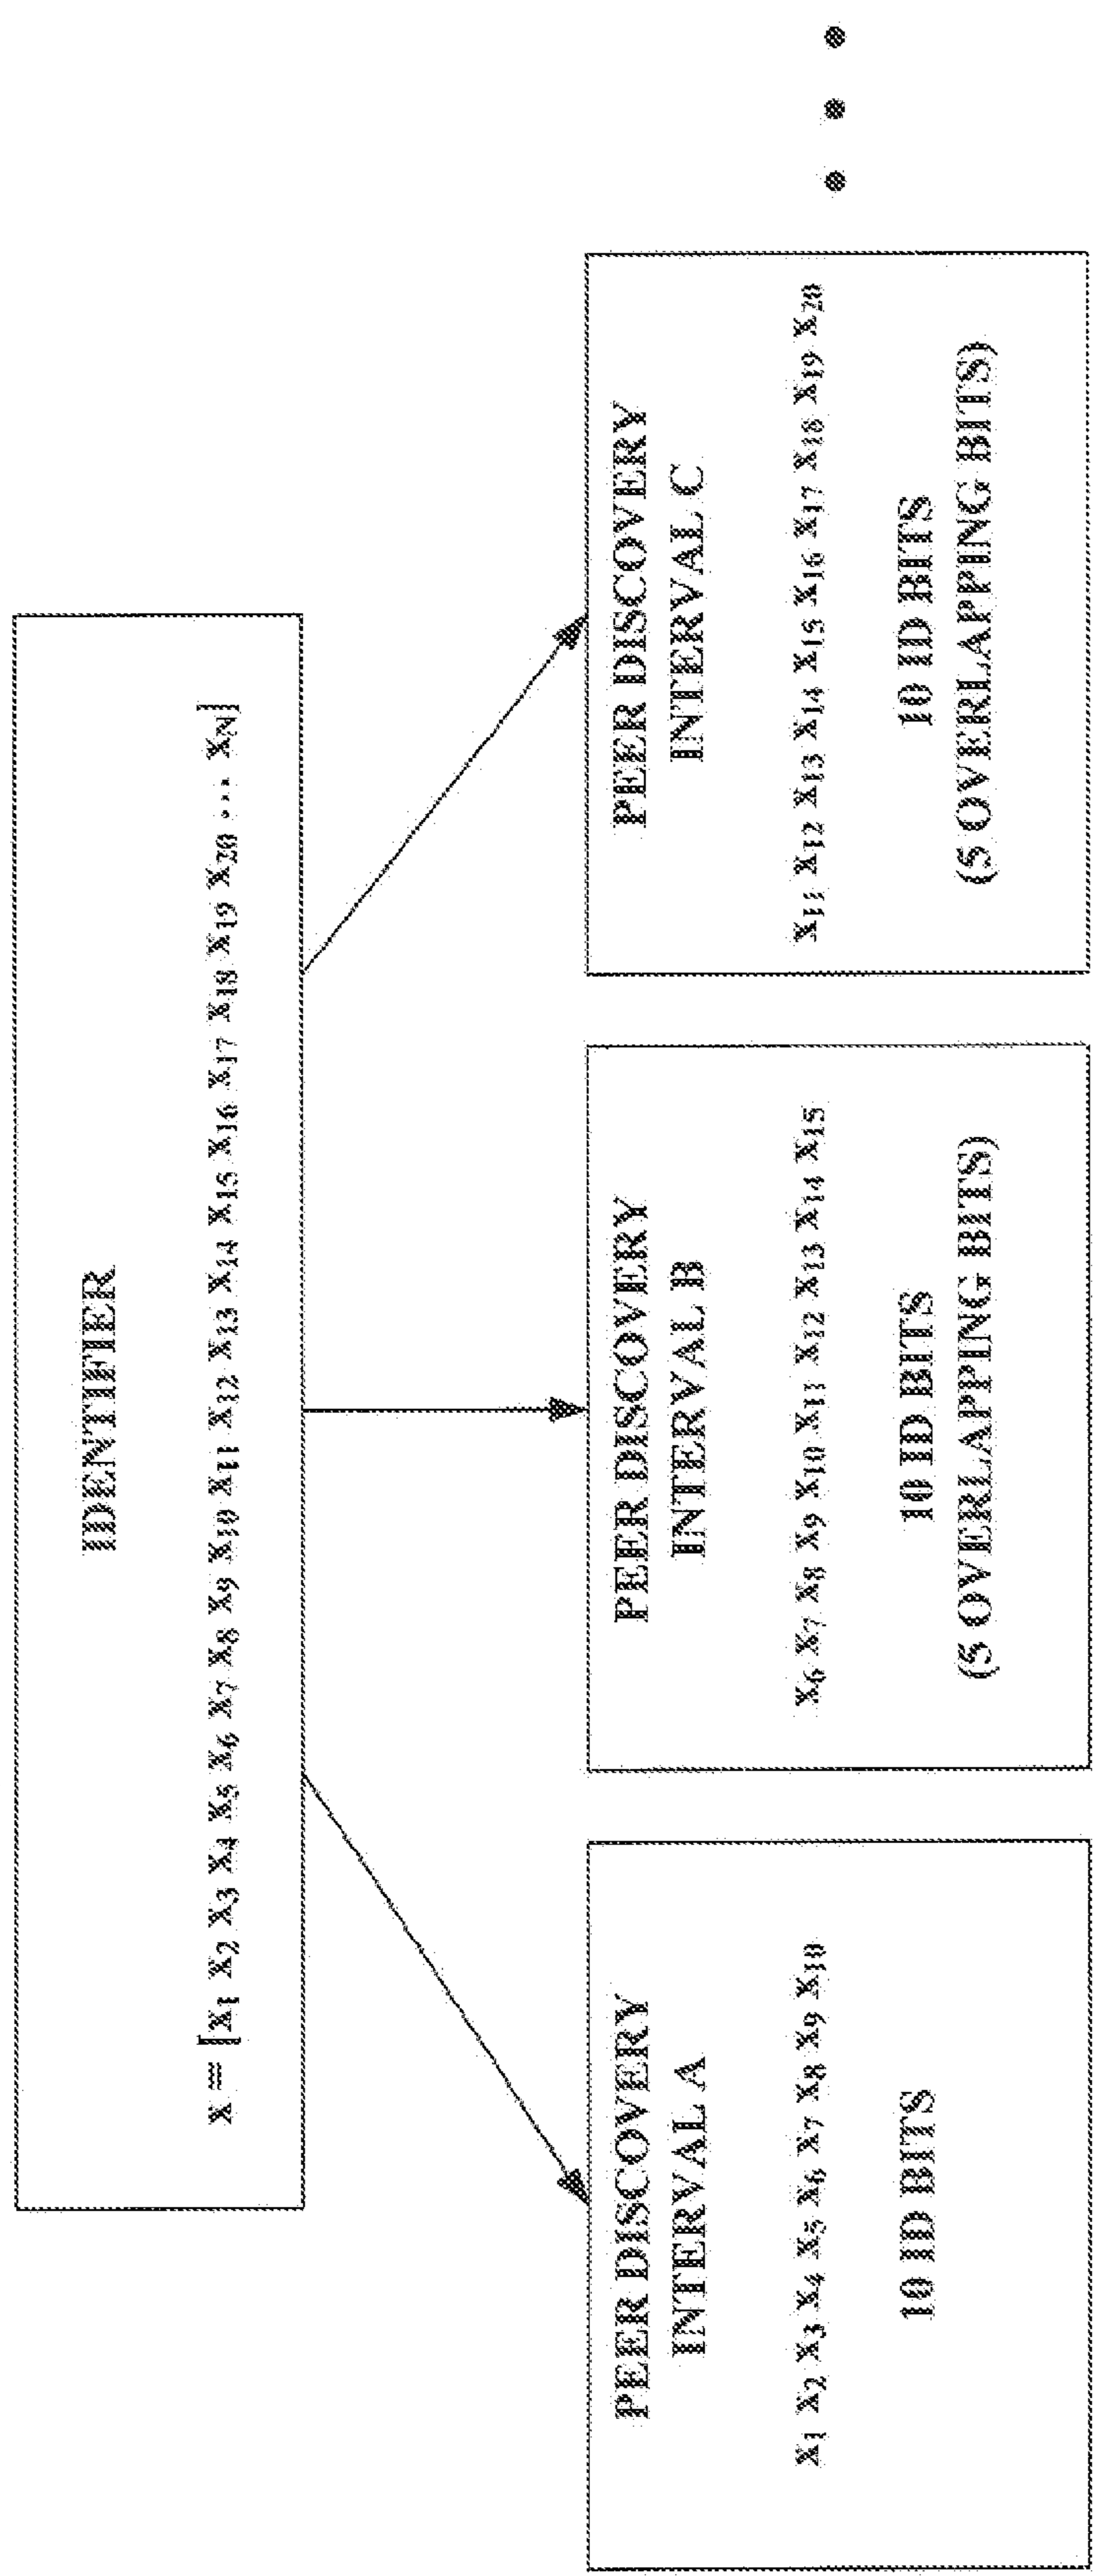 IDENTIFIER
X = [X₁ X₂ X₃ X₄ X₅ X₆ X₇ X₈ X₉ X₁₀ X₁₁ X₁₂ X₁₃ X₁₄ X₁₅ X₁₆ X₁₇ X₁₈ X₁₉ X₂₀ ... X_N]
PEER DISCOVERY
INTERVAL A
X₁ X₂ X₃ X₄ X₅ X₆ X₇ X₈ X₉ X₁₀
10 ID BITS
PEER DISCOVERY
INTERVAL B
X₆ X₇ X₈ X₉ X₁₀ X₁₁ X₁₂ X₁₃ X₁₄ X₁₅
10 ID BITS
(5 OVERLAPPING BITS)
PEER DISCOVERY
INTERVAL C
X₁₁ X₁₂ X₁₃ X₁₄ X₁₅ X₁₆ X₁₇ X₁₈ X₁₉ X₂₀
10 ID BITS
(5 OVERLAPPING BITS)